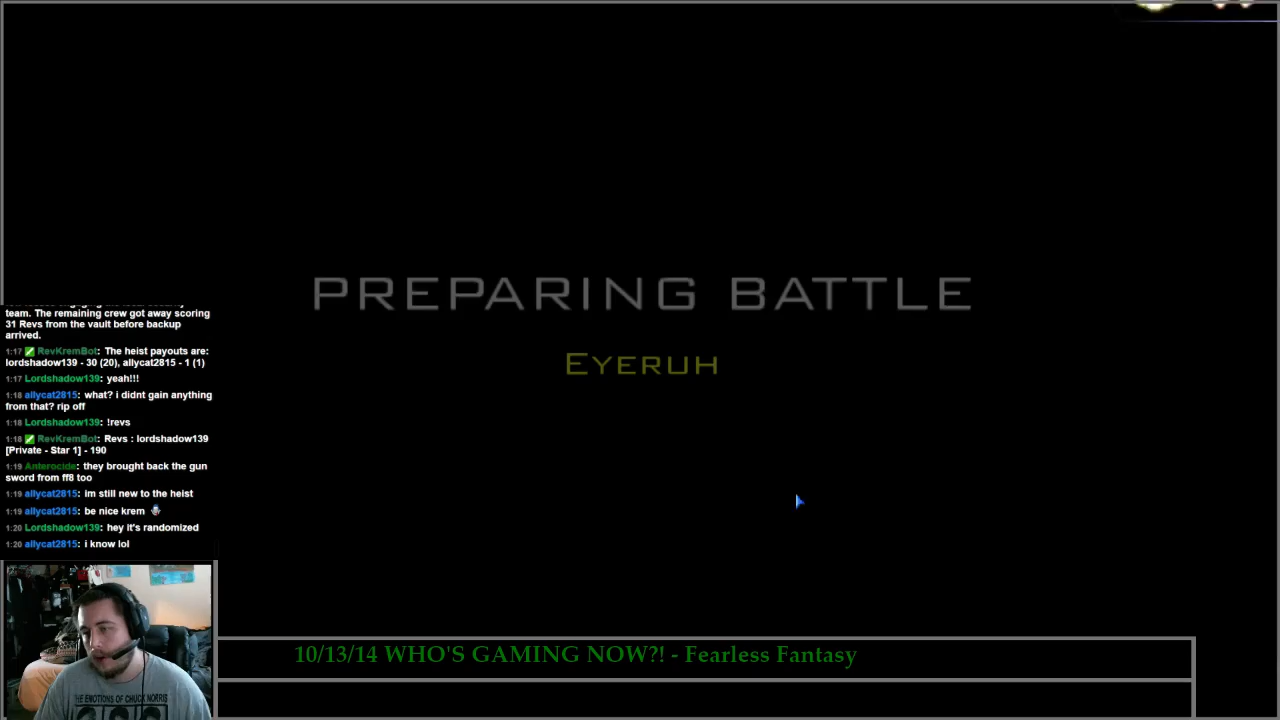 PREPARING BATTLE
EYERUH
team. The remaining crew got away scoring
31 Revs from the vault before backup
arrived.
1:17 RevKremBot: The heist payouts are:
lordshadow139 - 30 (20), allycat2815 - 1 (1)
1:17 Lordshadow139: yeah!!!
1:18 allycat2815: what? i didnt gain anything
from that? rip off
1:18 Lordshadow139: !revs
1:18 RevKremBot: Revs : lordshadow139
[Private - Star 1] - 190
1:19 Anterocide: they brought back the gun
sword from ff8 too
1:19 allycat2815: im still new to the heist
1:19 allycat2815: be nice krem
1:20 Lordshadow139: hey it's randomized
1:20 allycat2815: i know lol
THE EMOTIONS OF CHUCK NORRIS
10/13/14 WHO'S GAMING NOW?! - Fearless Fantasy